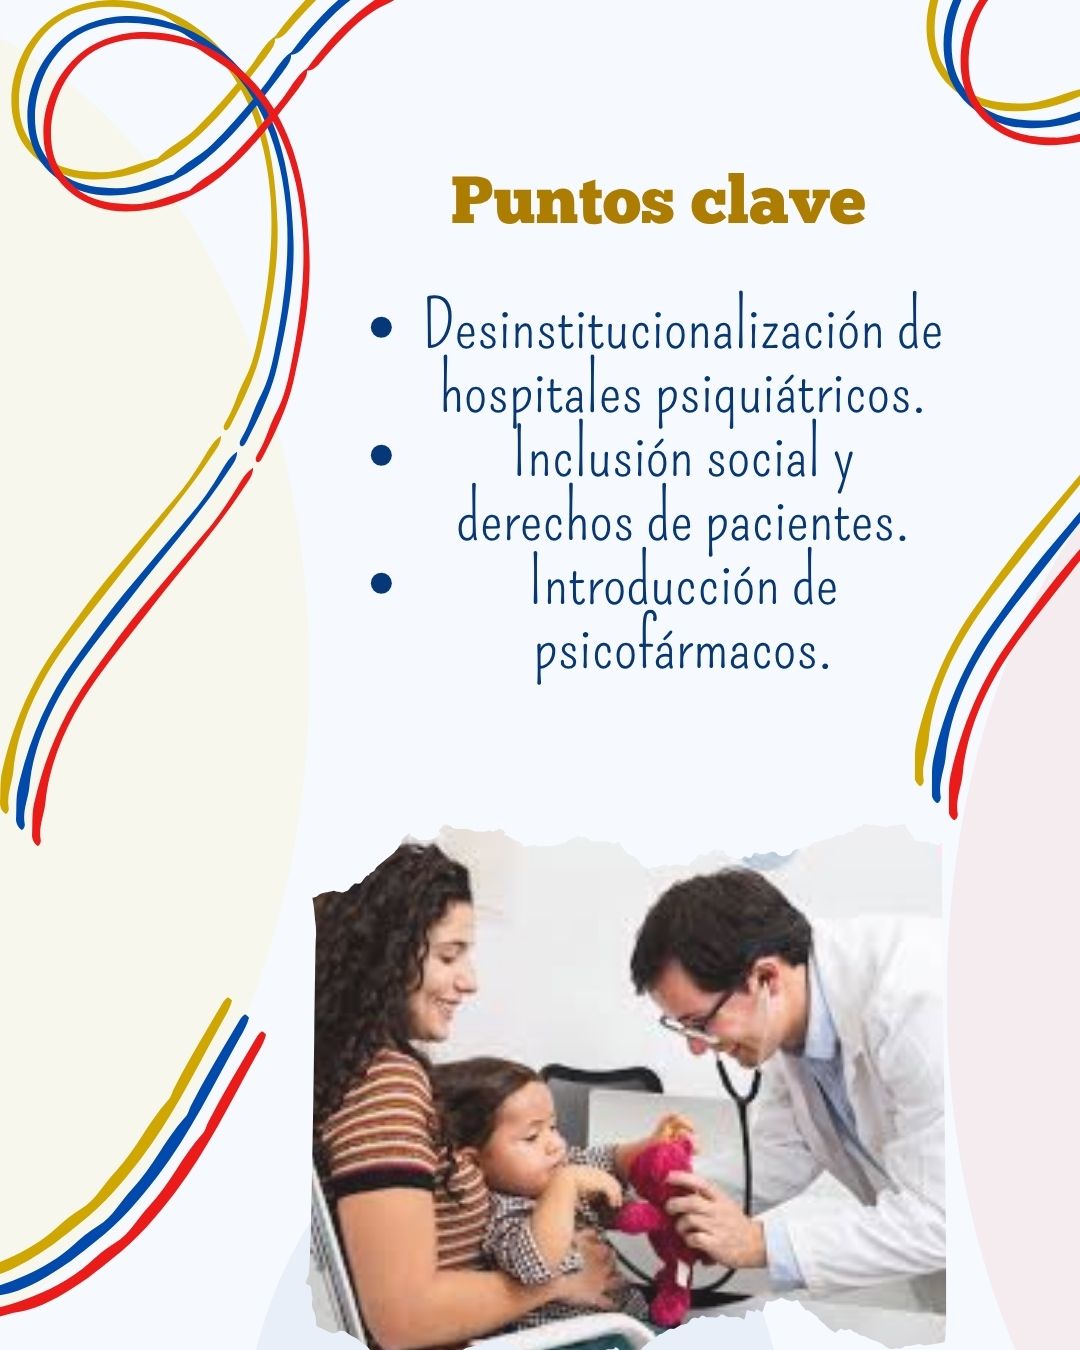 Puntos clave
Desinstitucionalización de
hospitales psiquiátricos.
Inclusión social y
derechos de pacientes.
Introducción de
psicofármacos.